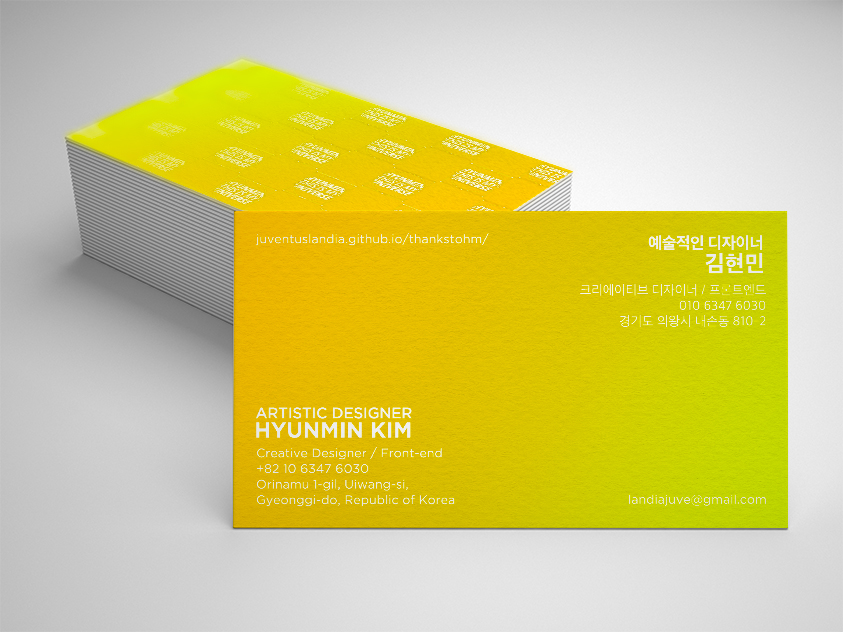 juventuslandia.github.io/thankstohm/
예술적인 디자이너
김현민
크리에이티브 디자이너 / 프론트엔드
010 6347 6030
경기도 의왕시 내손동 810-2
ARTISTIC DESIGNER
HYUNMIN KIM
Creative Designer / Front-end
+82 10 6347 6030
Orinamu 1-gil, Uiwang-si,
Gyeonggi-do, Republic of Korea
landiajuve@gmail.com